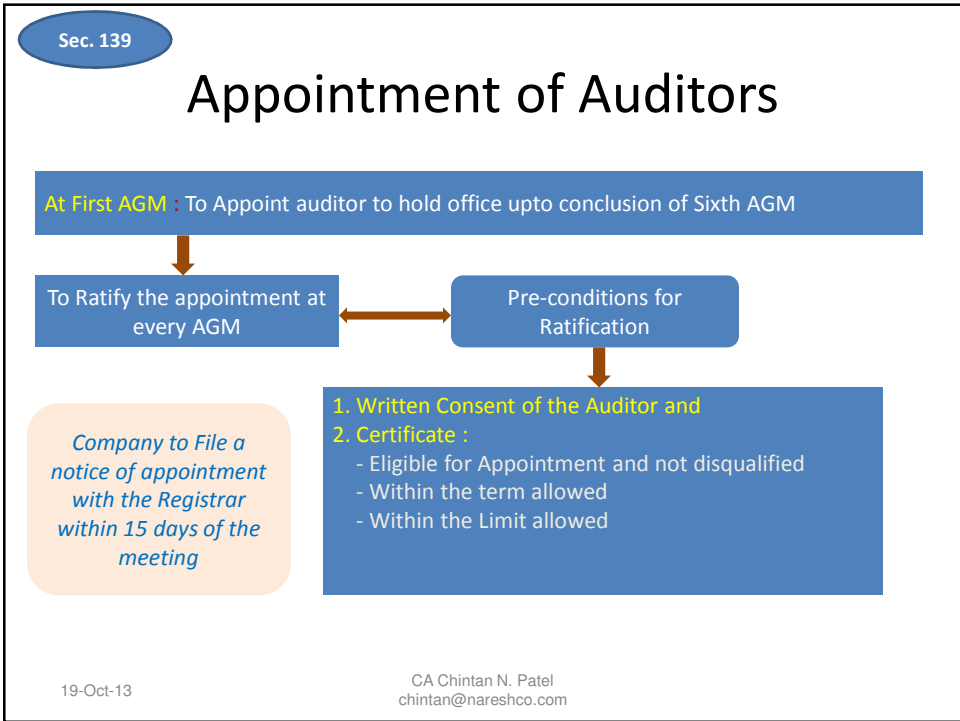 Sec. 139
Appointment of Auditors
At First AGM : To Appoint auditor to hold office upto conclusion of Sixth AGM
To Ratify the appointment at
every AGM
Pre-conditions for
Ratification
1. Written Consent of the Auditor and
2. Certificate :
- Eligible for Appointment and not disqualified
- Within the term allowed
- Within the Limit allowed
Company to File a
notice of appointment
with the Registrar
within 15 days of the
meeting
19-Oct-13
CA Chintan N. Patel
chintan@nareshco.com